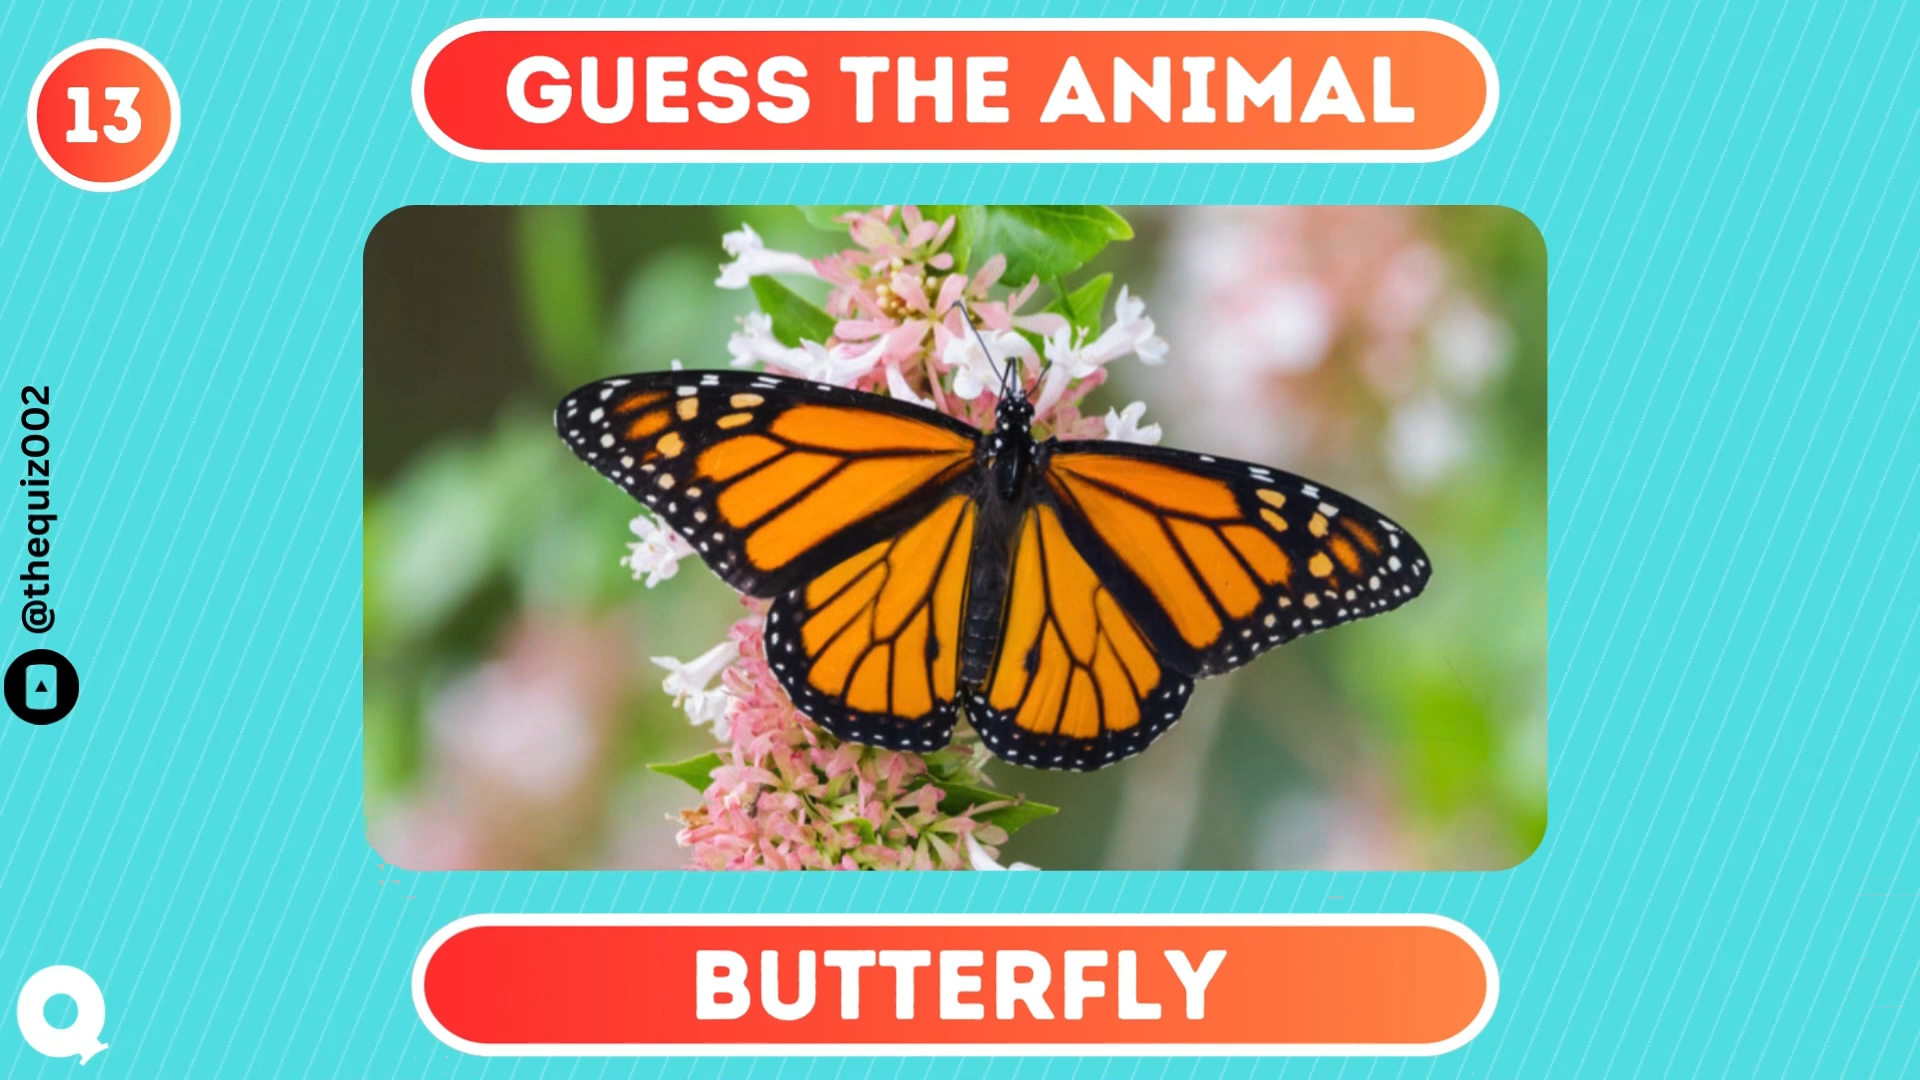 13
GUESS THE ANIMAL
@thequiz002
BUTTERFLY
Q